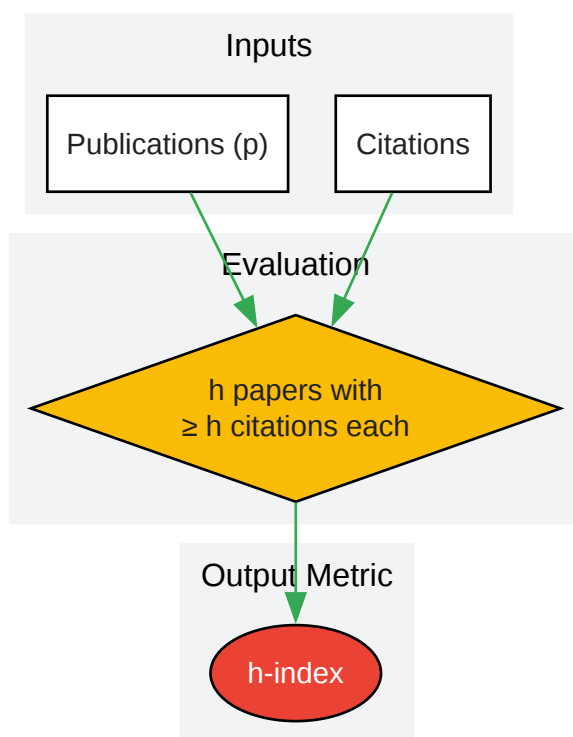 Inputs
Publications (p)
Citations
Evaluation
h papers with
≥ h citations each
Output Metric
h-index